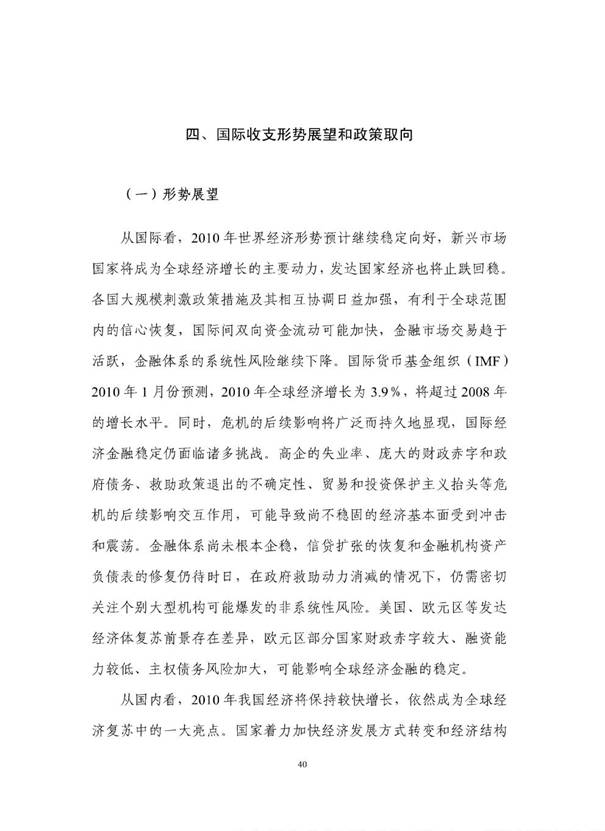 四、国际收支形势展望和政策取向
（一）形势展望
从国际看，2010 年世界经济形势预计继续稳定向好，新兴市场
国家将成为全球经济增长的主要动力，发达国家经济也将止跌回稳。
各国大规模刺激政策措施及其相互协调日益加强，有利于全球范围
内的信心恢复，国际间双向资金流动可能加快，金融市场交易趋于
活跃，金融体系的系统性风险继续下降。国际货币基金组织（IMF）
2010 年 1 月份预测，2010 年全球经济增长为 3.9%，将超过 2008 年
的增长水平。同时，危机的后续影响将广泛而持久地显现，国际经
济金融稳定仍面临诸多挑战。高企的失业率、庞大的财政赤字和政
府债务、救助政策退出的不确定性、贸易和投资保护主义抬头等危
机的后续影响交互作用，可能导致尚不稳固的经济基本面受到冲击
和震荡。金融体系尚未根本企稳，信贷扩张的恢复和金融机构资产
负债表的修复仍待时日，在政府救助动力消减的情况下，仍需密切
关注个别大型机构可能爆发的非系统性风险。美国、欧元区等发达
经济体复苏前景存在差异，欧元区部分国家财政赤字较大、融资能
力较低、主权债务风险加大，可能影响全球经济金融的稳定。
从国内看，2010 年我国经济将保持较快增长，依然成为全球经
济复苏中的一大亮点。国家着力加快经济发展方式转变和经济结构
40